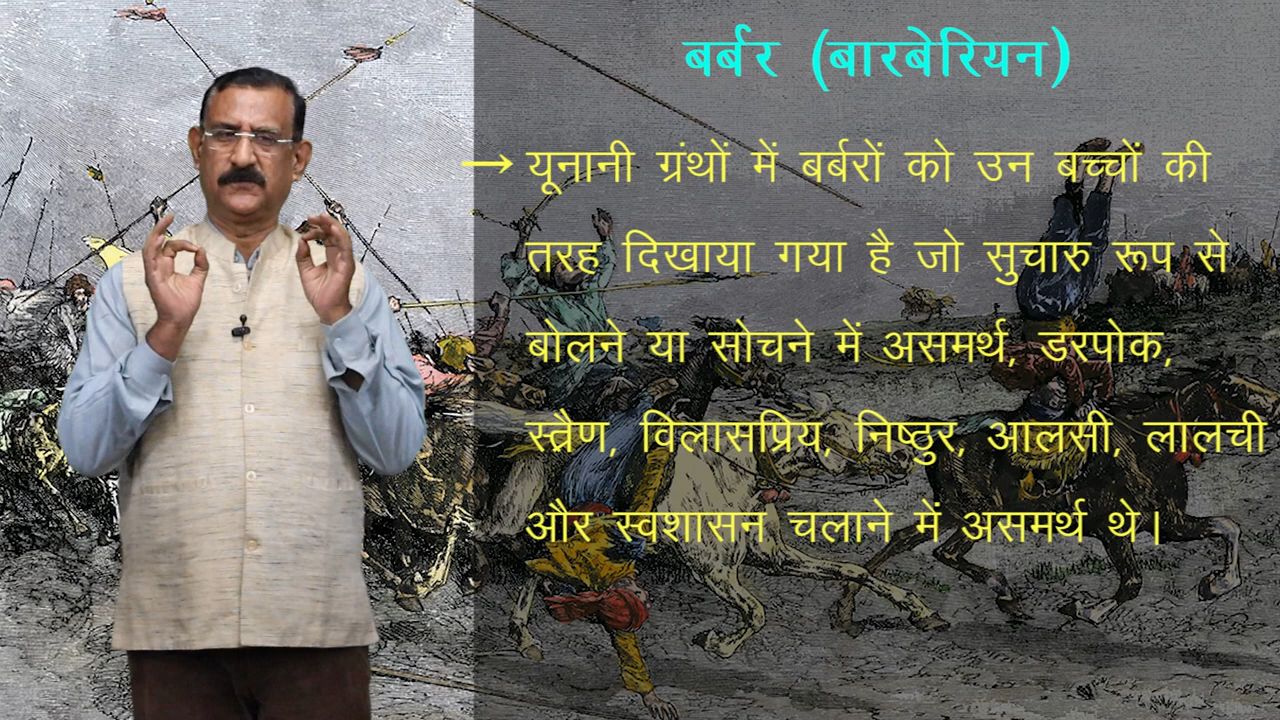 बर्बर (बारबेरियन)
→ यूनानी ग्रंथों में बर्बरों को उन बच्चों की
तरह दिखाया गया है जो सुचारु रूप से
बोलने या सोचने में असमर्थ, डरपोक,
स्त्रैण, विलासप्रिय, निष्ठुर, आलसी, लालची
और स्वशासन चलाने में असमर्थ थे।